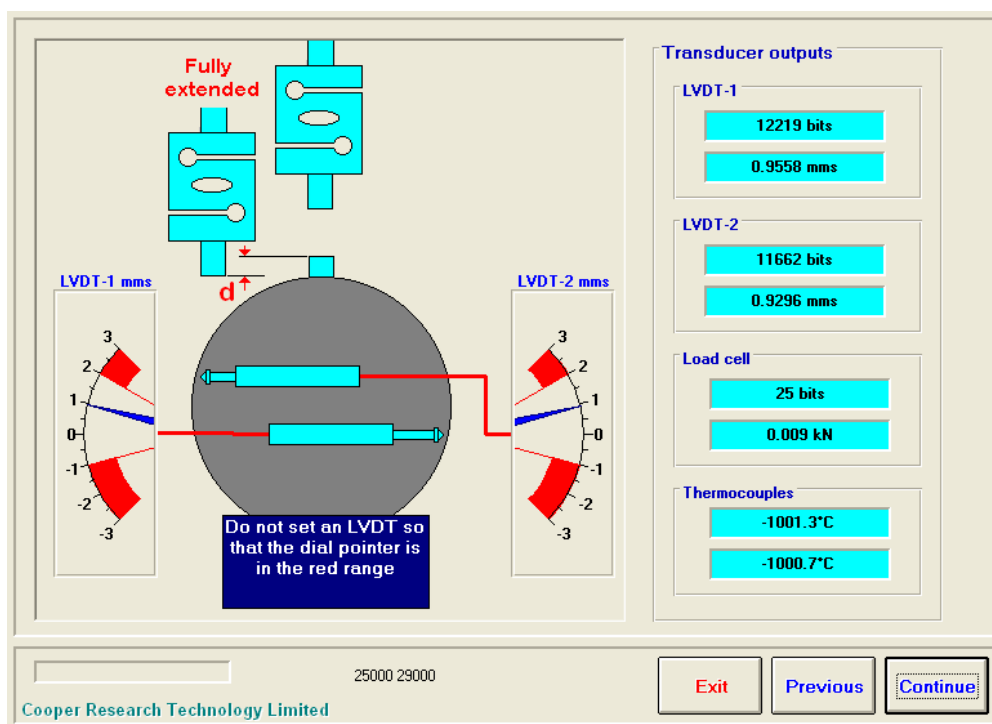 Fully
extended
d
LVDT-1 mms
3
2
1
0
-1
-2
-3
LVDT-2 mms
3
2
1
0
-1
-2
-3
Do not set an LVDT so
that the dial pointer is
in the red range
Transducer outputs
LVDT-1
12219 bits
0.9558 mms
LVDT-2
11662 bits
0.9296 mms
Load cell
25 bits
0.009 kN
Thermocouples
-1001.3°C
-1000.7°C
25000 29000
Cooper Research Technology Limited
Exit
Previous
Continue